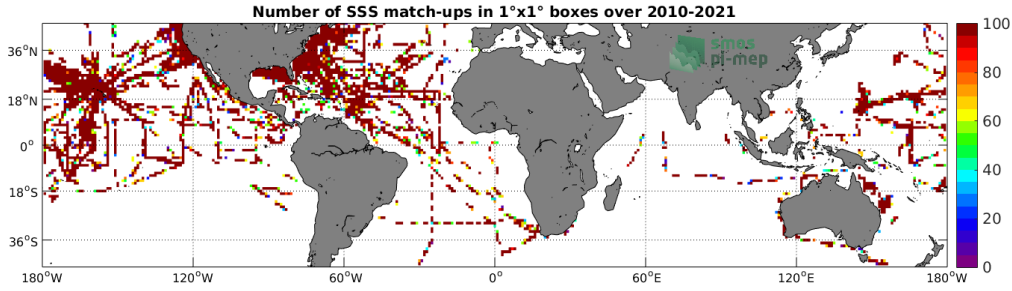 Number of SSS match-ups in 1°x1° boxes over 2010-2021
36°N
18°N
0°
18°S
36°S
180°W
120°W
60°W
0°
60°E
120°E
180°W
100
80
60
40
20
0
smos
pi-mep